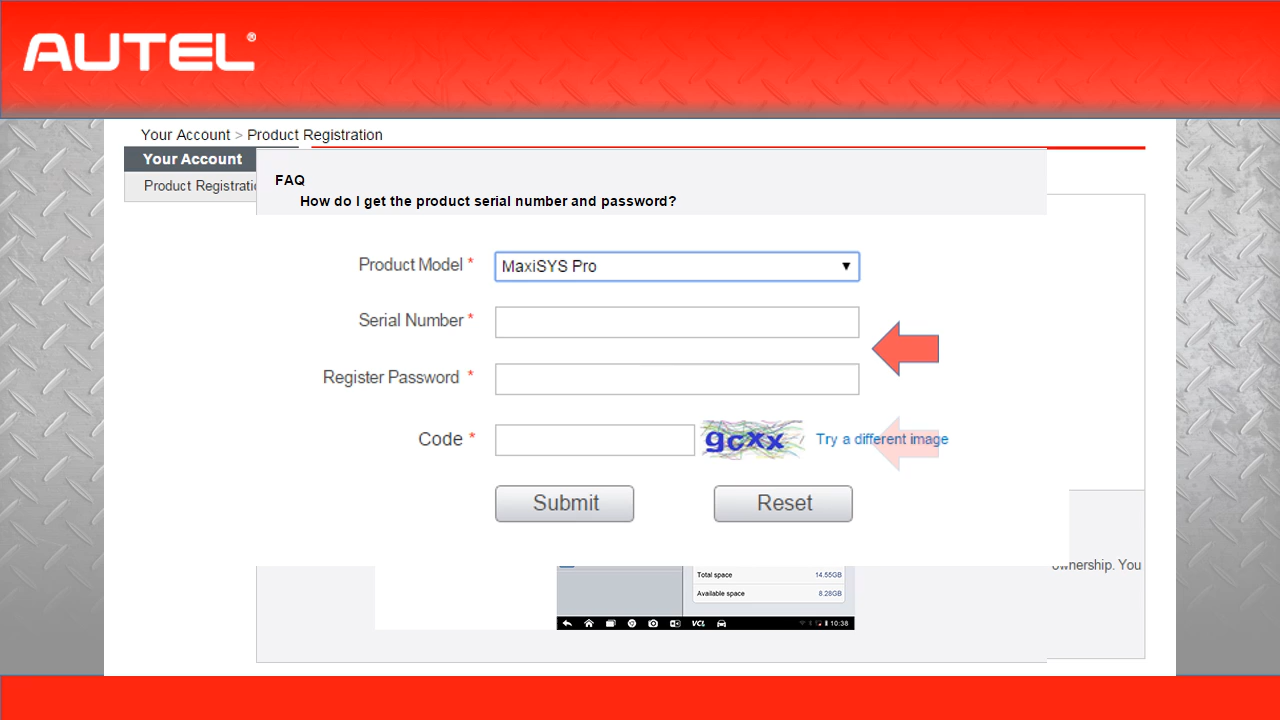 AUTEL®
Your Account > Product Registration
Your Account
Product Registratio
FAQ
How do I get the product serial number and password?
Product Model * MaxiSYS Pro
Serial Number *
Register Password *
Code * gcxx Try a different image
Submit Reset
ownership. You
Total space 14.55GB
Available space 8.28GB
VCI 10:38